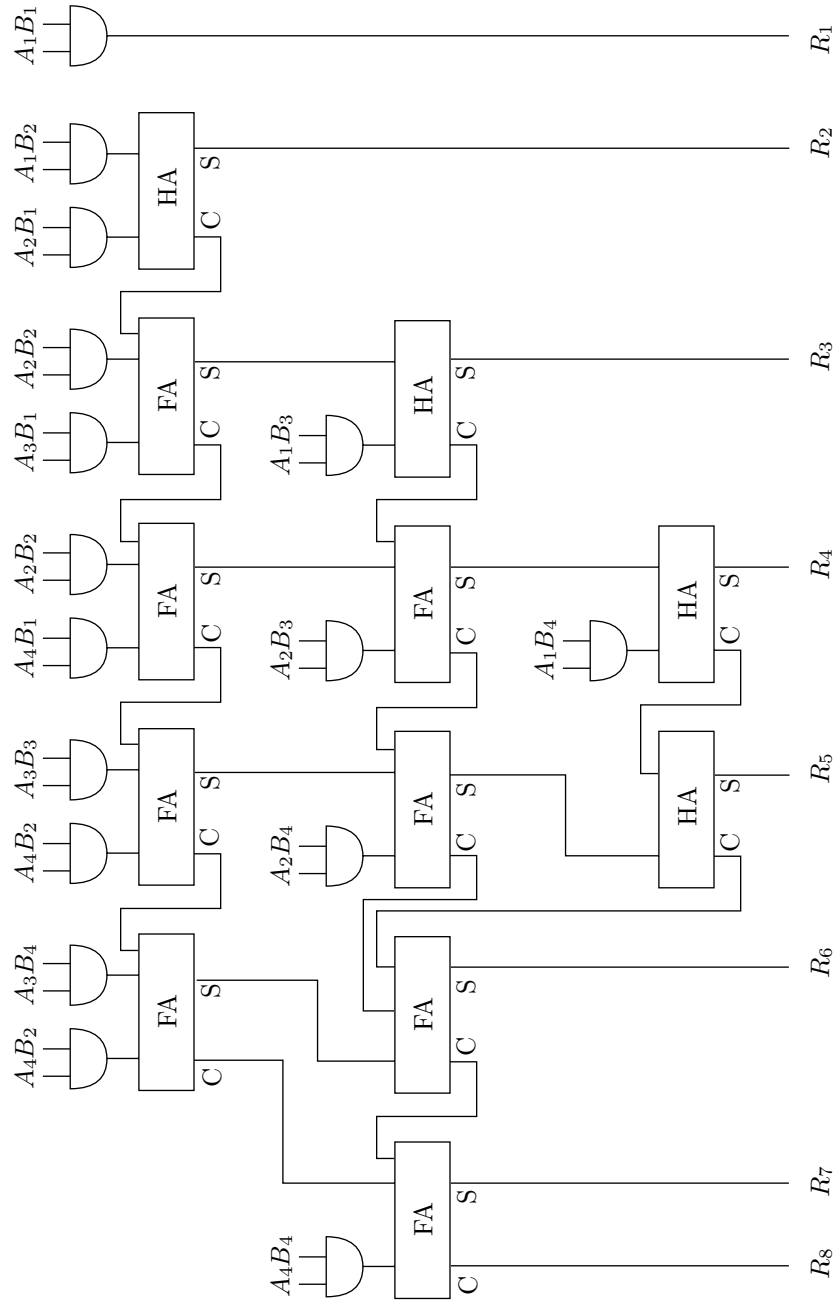 A₄B₂ A₃B₄ A₄B₂ A₃B₃ A₄B₁ A₂B₂ A₃B₁ A₂B₂ A₂B₁ A₁B₂ A₁B₁
FA FA FA FA HA
C S C S C S C S C S
A₄B₄ A₂B₄ A₂B₃ A₁B₃
FA FA FA FA HA
C S C S C S C S C S
A₁B₄
HA HA
C S C S
R₈ R₇ R₆ R₅ R₄ R₃ R₂ R₁